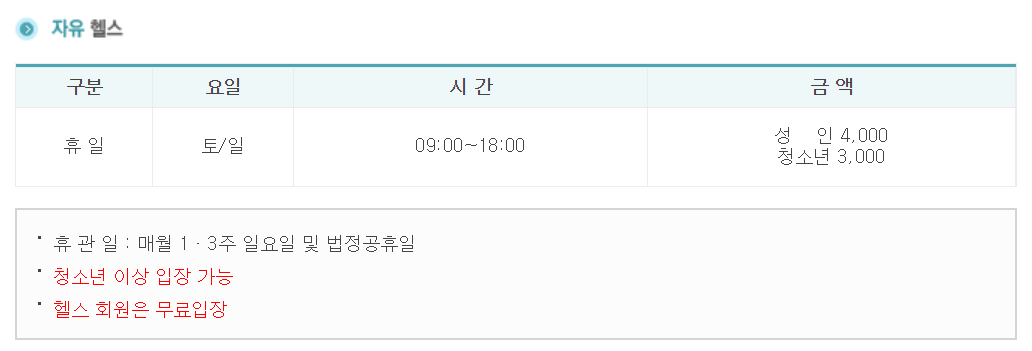 자유 헬스
구분 요일 시 간 금 액
휴 일 토/일 09:00~18:00 성 인 4,000
청소년 3,000
· 휴 관 일 : 매월 1 · 3주 일요일 및 법정공휴일
· 청소년 이상 입장 가능
· 헬스 회원은 무료입장